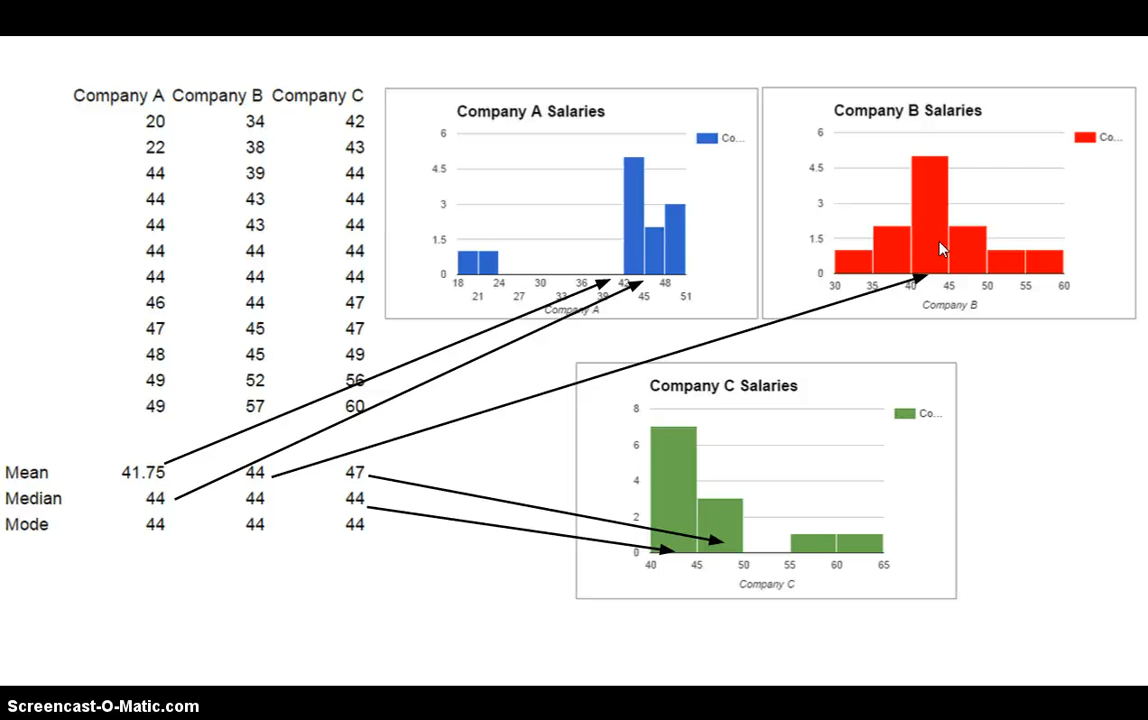 Company A Company B Company C
20 34 42
22 38 43
44 39 44
44 43 44
44 43 44
44 44 44
44 44 44
46 44 47
47 45 47
48 45 49
49 52 56
49 57 60
Mean 41.75 44 47
Median 44 44 44
Mode 44 44 44
Company A Salaries
Co...
6
4.5
3
1.5
0
18 24 30 36 42 48
21 27 33 39 45 51
Company A
Company B Salaries
Co...
6
4.5
3
1.5
0
30 35 40 45 50 55 60
Company B
Company C Salaries
Co...
8
6
4
2
0
40 45 50 55 60 65
Company C
Screencast-O-Matic.com